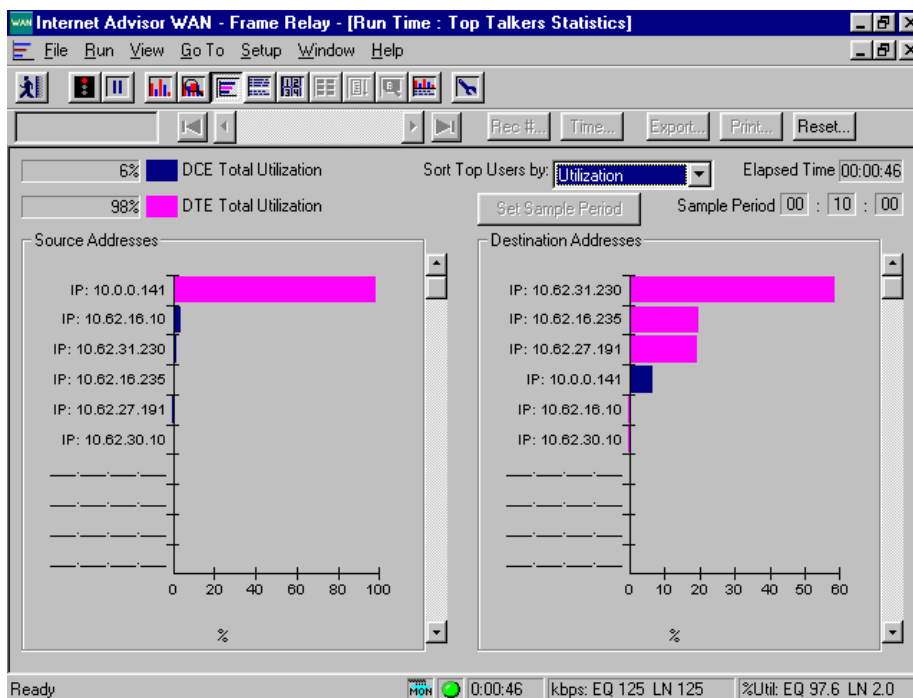 WAN Internet Advisor WAN - Frame Relay - [Run Time : Top Talkers Statistics]
File Run View Go To Setup Window Help
Rec #... Time... Export... Print... Reset...
6% DCE Total Utilization Sort Top Users by: Utilization Elapsed Time 00:00:46
98% DTE Total Utilization Set Sample Period Sample Period 00 : 10 : 00
Source Addresses
IP: 10.0.0.141
IP: 10.62.16.10
IP: 10.62.31.230
IP: 10.62.16.235
IP: 10.62.27.191
IP: 10.62.30.10
0 20 40 60 80 100
%
Destination Addresses
IP: 10.62.31.230
IP: 10.62.16.235
IP: 10.62.27.191
IP: 10.0.0.141
IP: 10.62.16.10
IP: 10.62.30.10
0 10 20 30 40 50 60
%
Ready MON 0:00:46 kbps: EQ 125 LN 125 %Util: EQ 97.6 LN 2.0